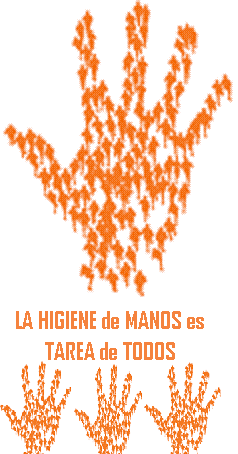 LA HIGIENE de MANOS es
TAREA de TODOS